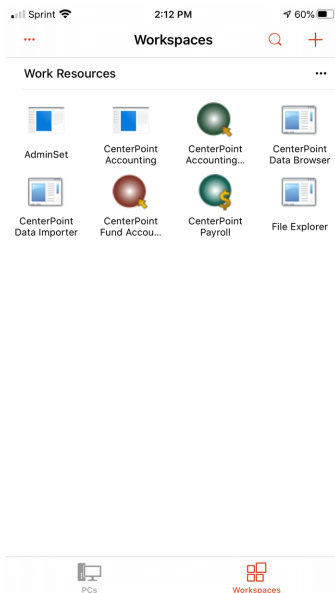 Sprint 2:12 PM 60%
... Workspaces
Work Resources ...
AdminSet
CenterPoint Accounting
CenterPoint Accounting...
CenterPoint Data Browser
CenterPoint Data Importer
CenterPoint Fund Accou...
CenterPoint Payroll
File Explorer
PCs
Workspaces